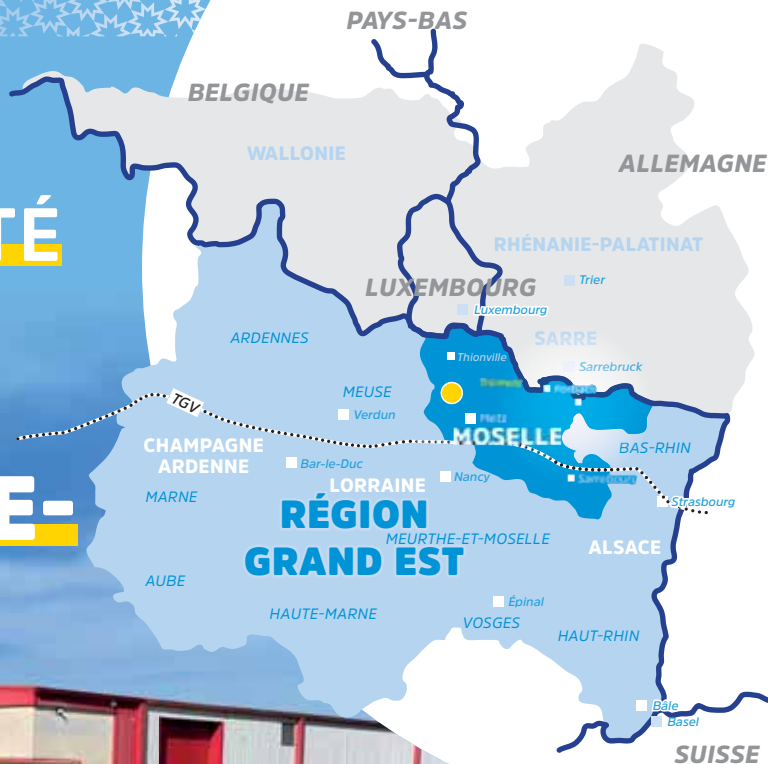 PAYS-BAS
BELGIQUE
WALLONIE
ALLEMAGNE
TÉ
RHÉNANIE-PALATINAT
Trier
LUXEMBOURG
Luxembourg
ARDENNES
SARRE
Thionville
Sarrebruck
MEUSE
Forbach
TGV
Verdun
Metz
MOSELLE
CHAMPAGNE
ARDENNE
BAS-RHIN
Bar-le-Duc
LORRAINE
Nancy
Sarrebourg
E-
MARNE
Strasbourg
RÉGION
GRAND EST
MEURTHE-ET-MOSELLE
ALSACE
AUBE
Épinal
HAUTE-MARNE
VOSGES
HAUT-RHIN
Bâle
Basel
SUISSE